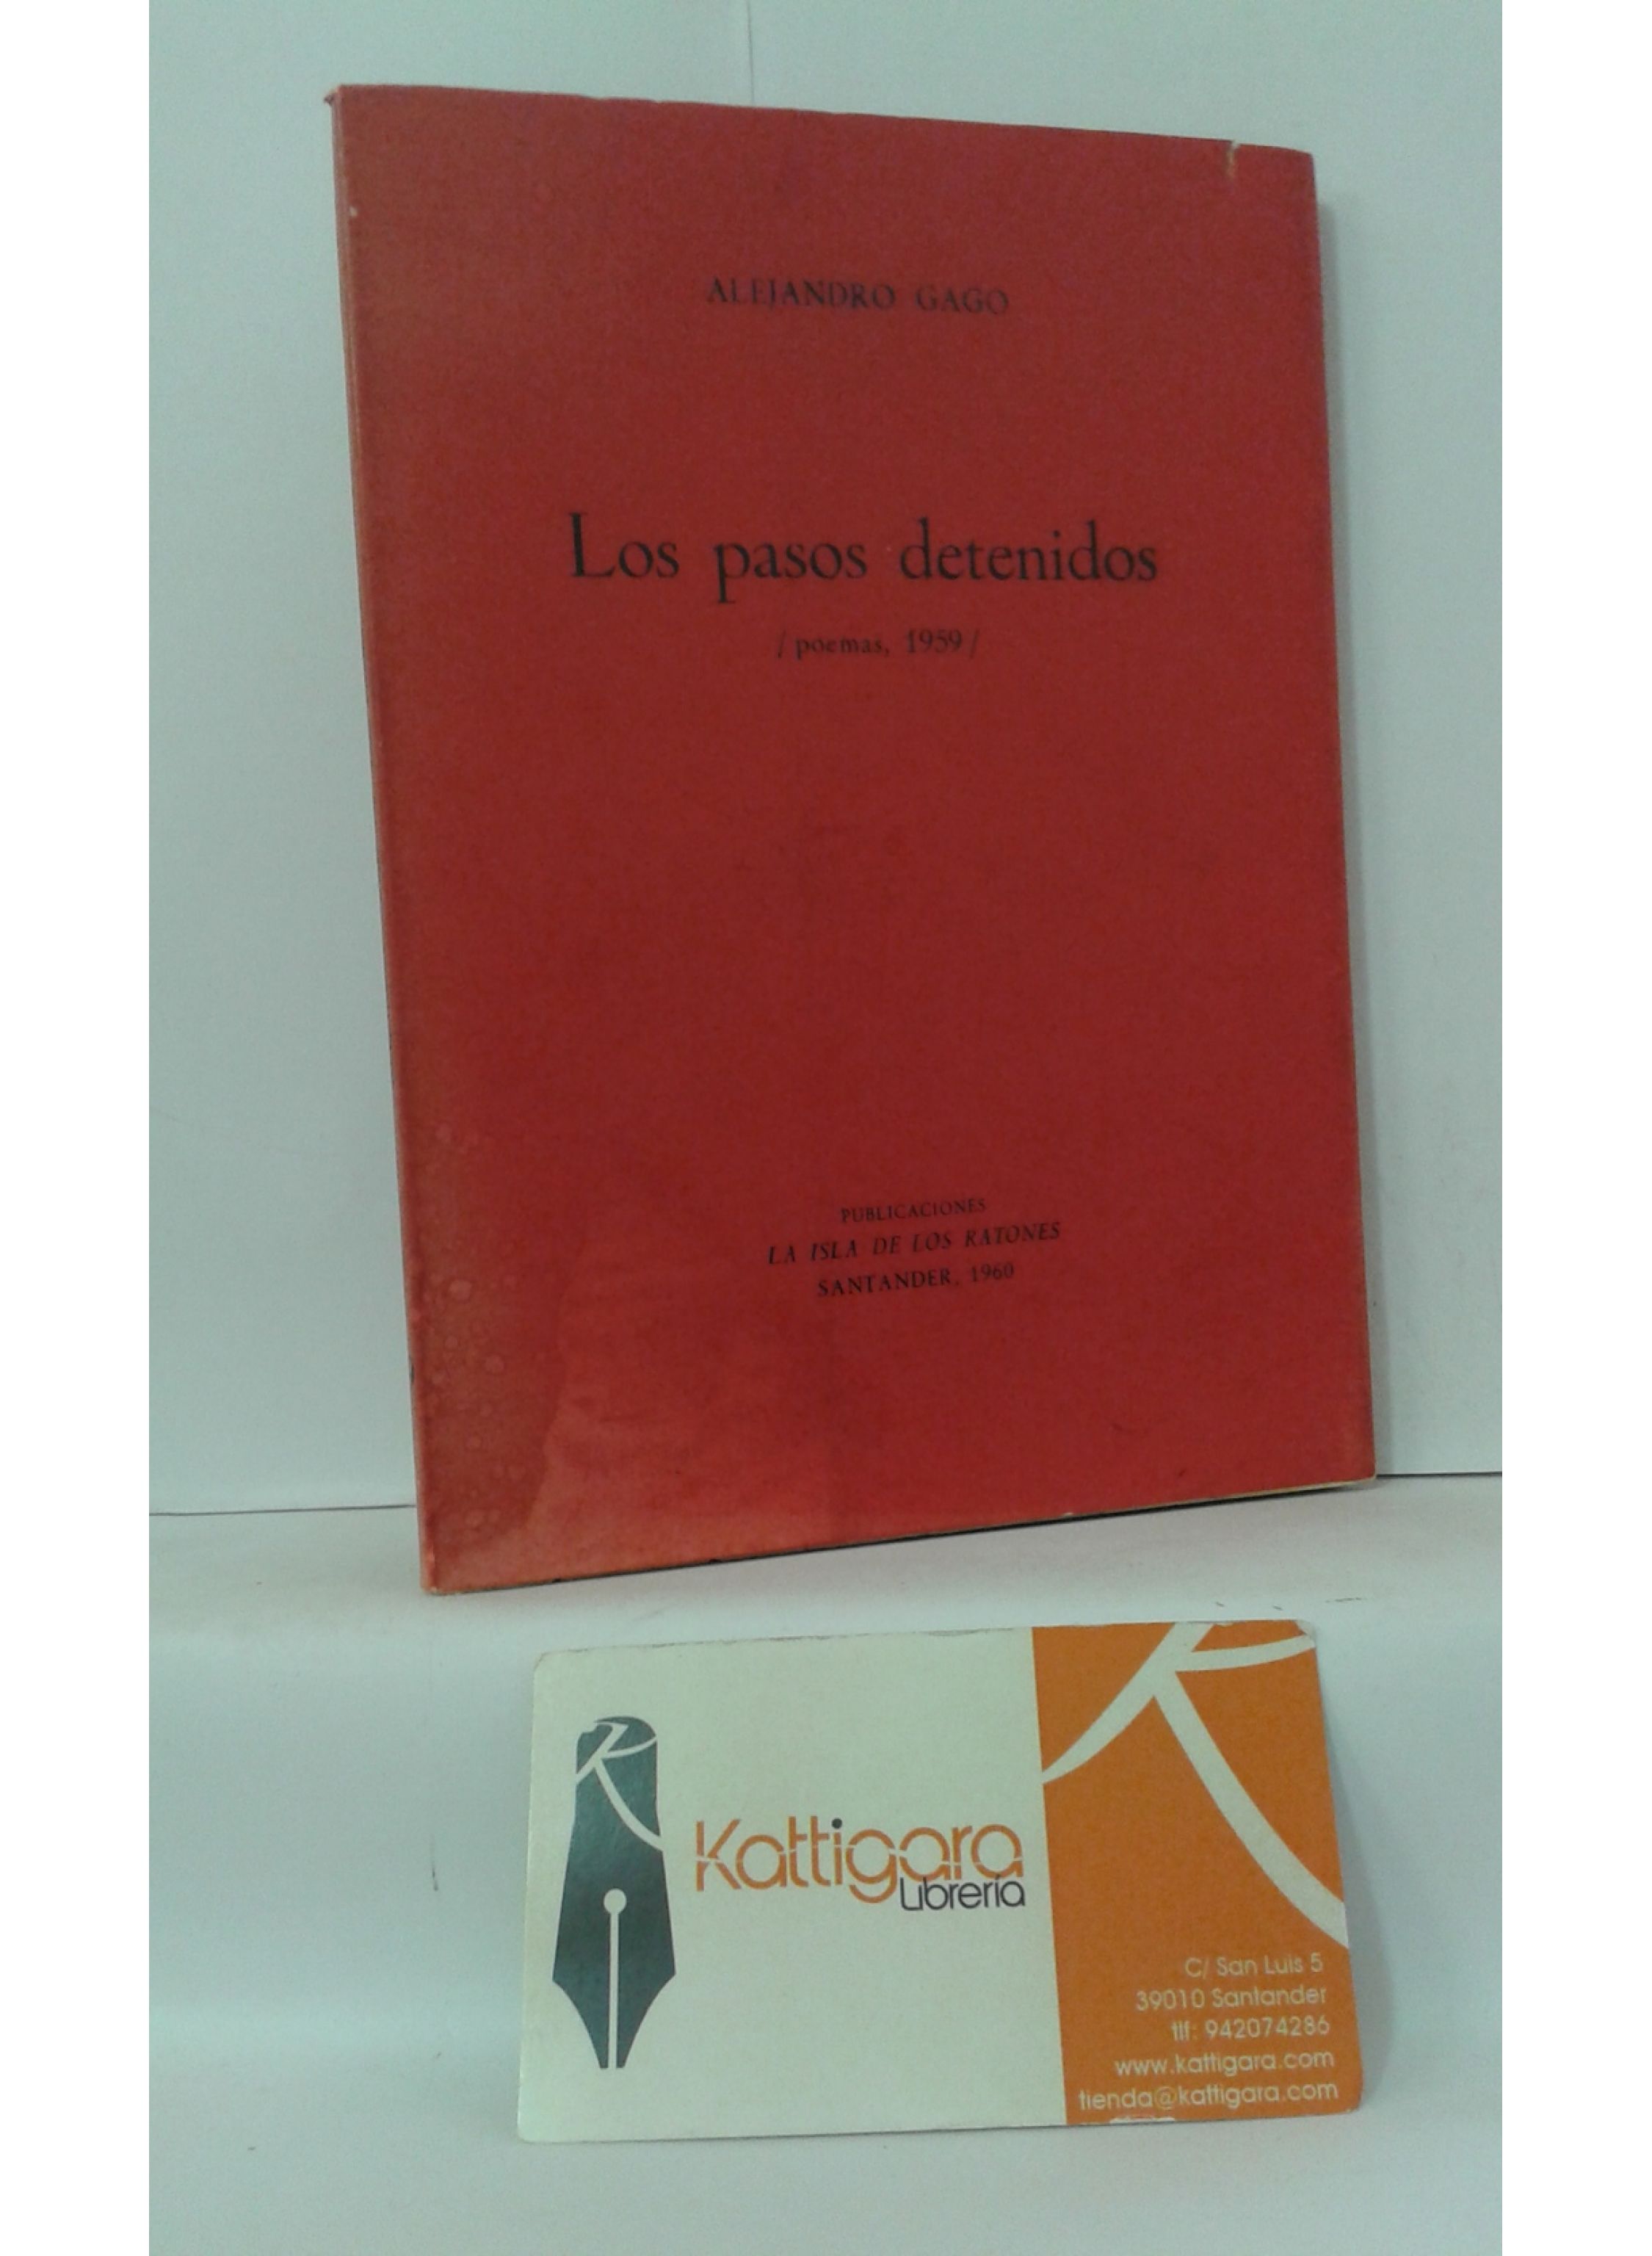 ALEJANDRO GAGO
Los pasos detenidos
/ poemas, 1959 /
PUBLICACIONES
LA ISLA DE LOS RATONES
SANTANDER, 1960
Kattigara
Librería
C/ San Luis 5
39010 Santander
tlf: 942074286
www.kattigara.com
tienda@kattigara.com